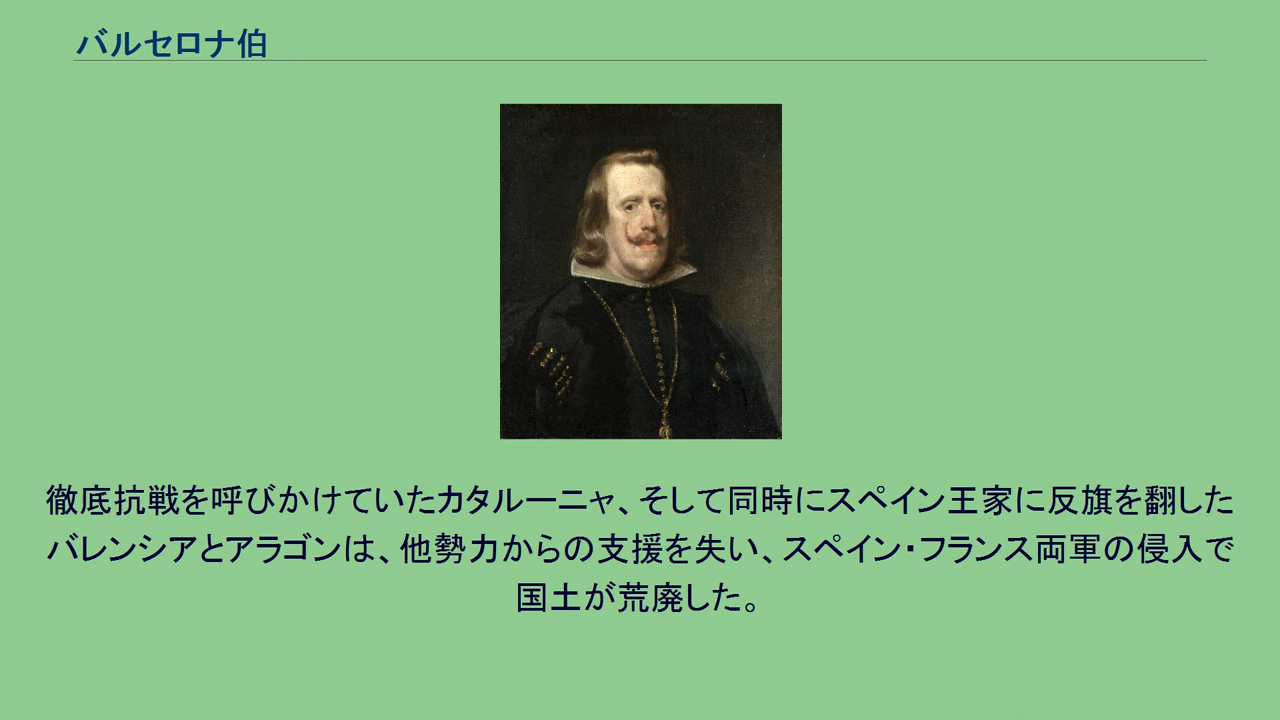 バルセロナ伯
徹底抗戦を呼びかけていたカタルーニャ、そして同時にスペイン王家に反旗を翻した
バレンシアとアラゴンは、他勢力からの支援を失い、スペイン・フランス両軍の侵入で
国土が荒廃した。